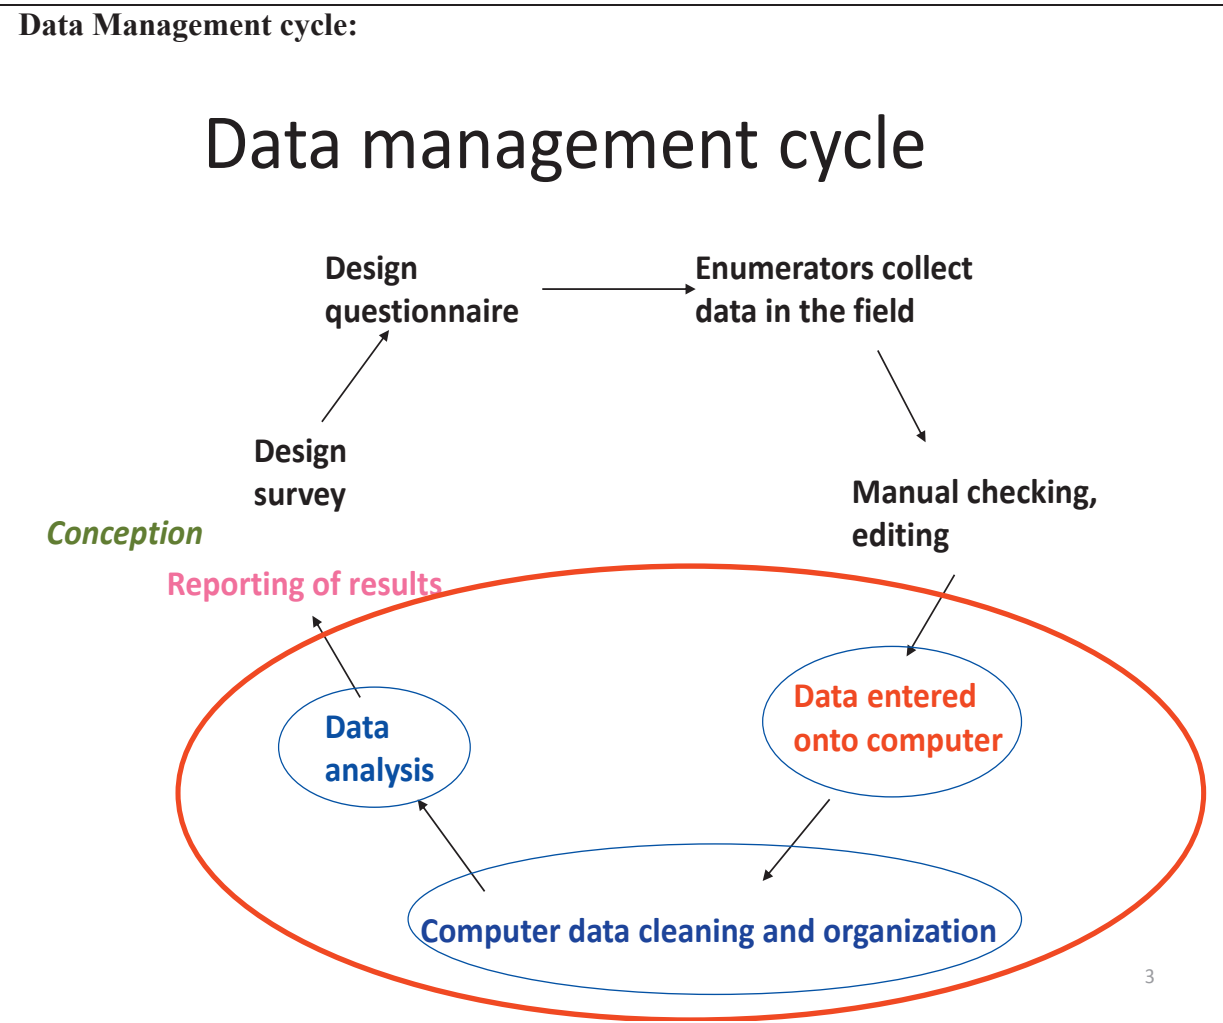 Data Management cycle:
Data management cycle
Design
questionnaire
Enumerators collect
data in the field
Design
survey
Manual checking,
editing
Conception
Reporting of results
Data
analysis
Data entered
onto computer
Computer data cleaning and organization
3